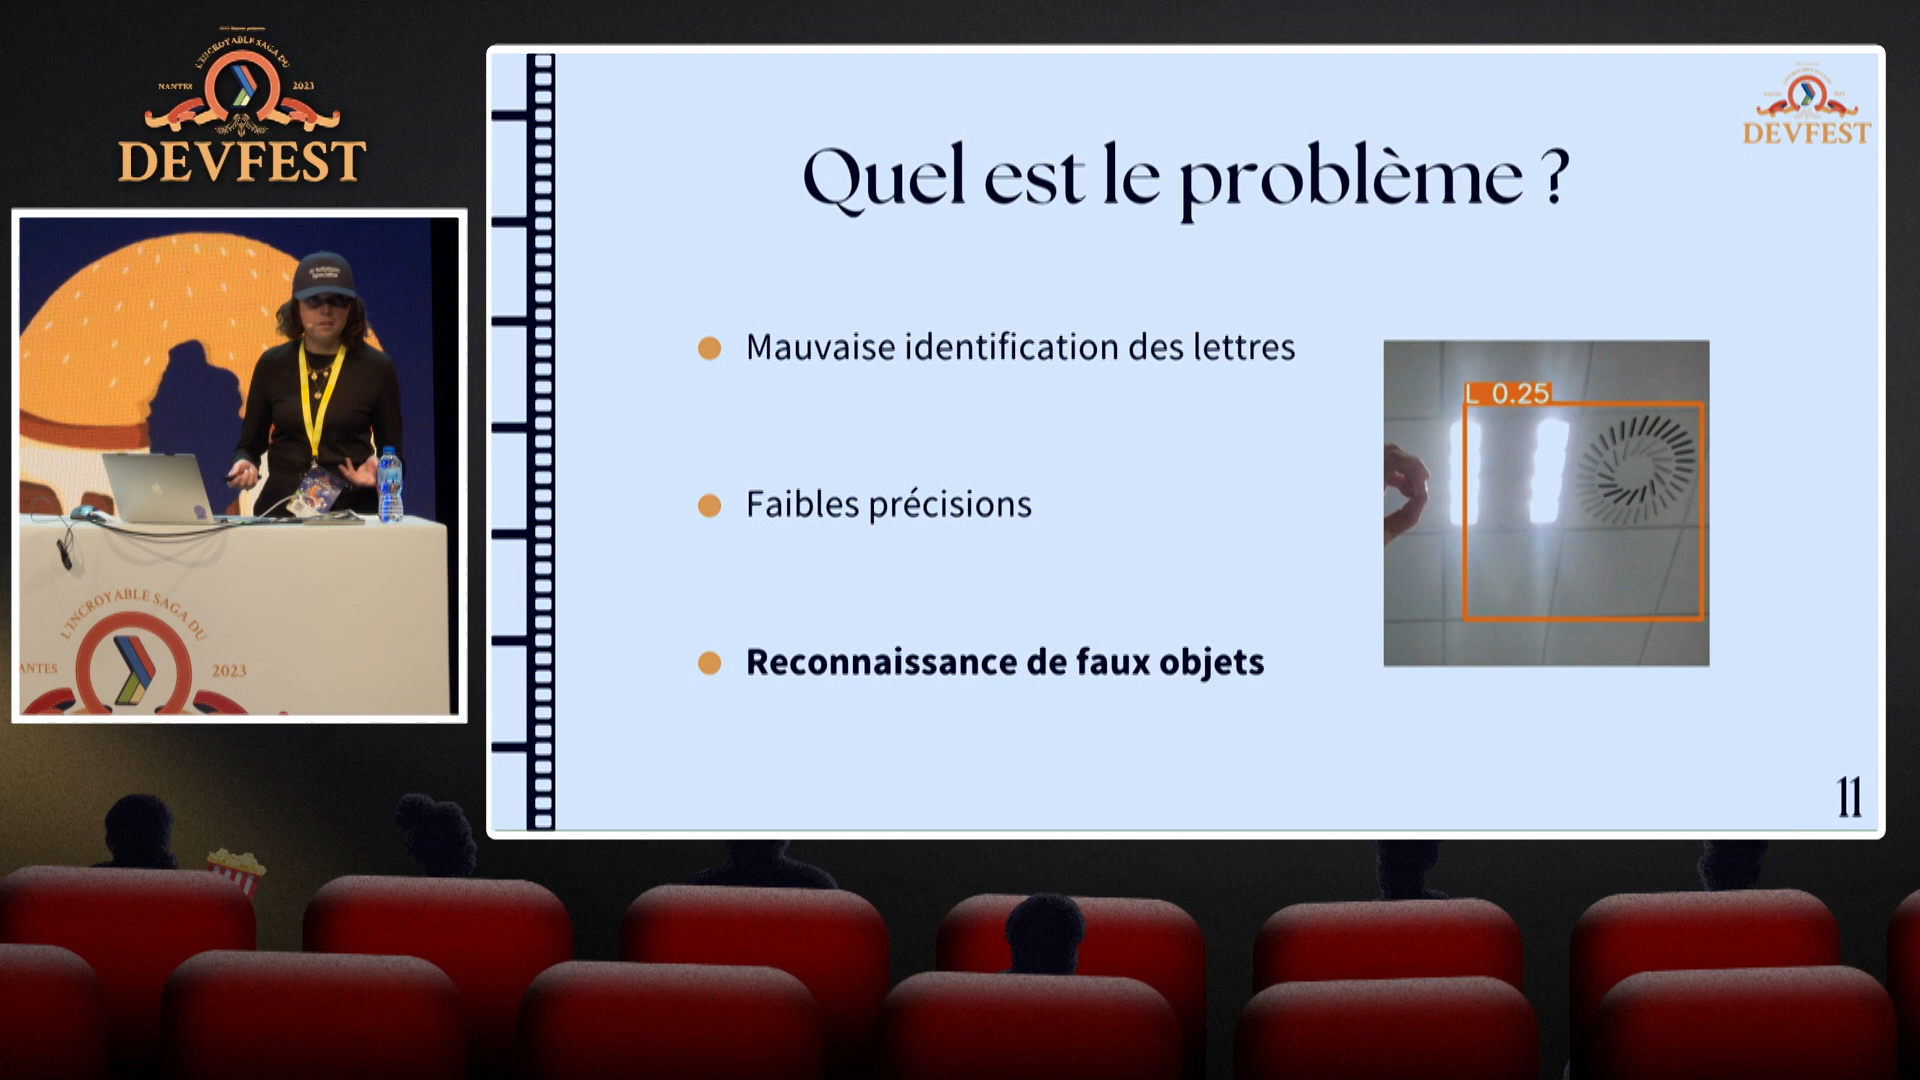 L'INCROYABLE SAGA DU
NANTES 2023
DEVFEST
DEVFEST
Quel est le problème ?
Mauvaise identification des lettres
L 0.25
Faibles précisions
Reconnaissance de faux objets
11
L'INCROYABLE SAGA DU
ANTES 2023